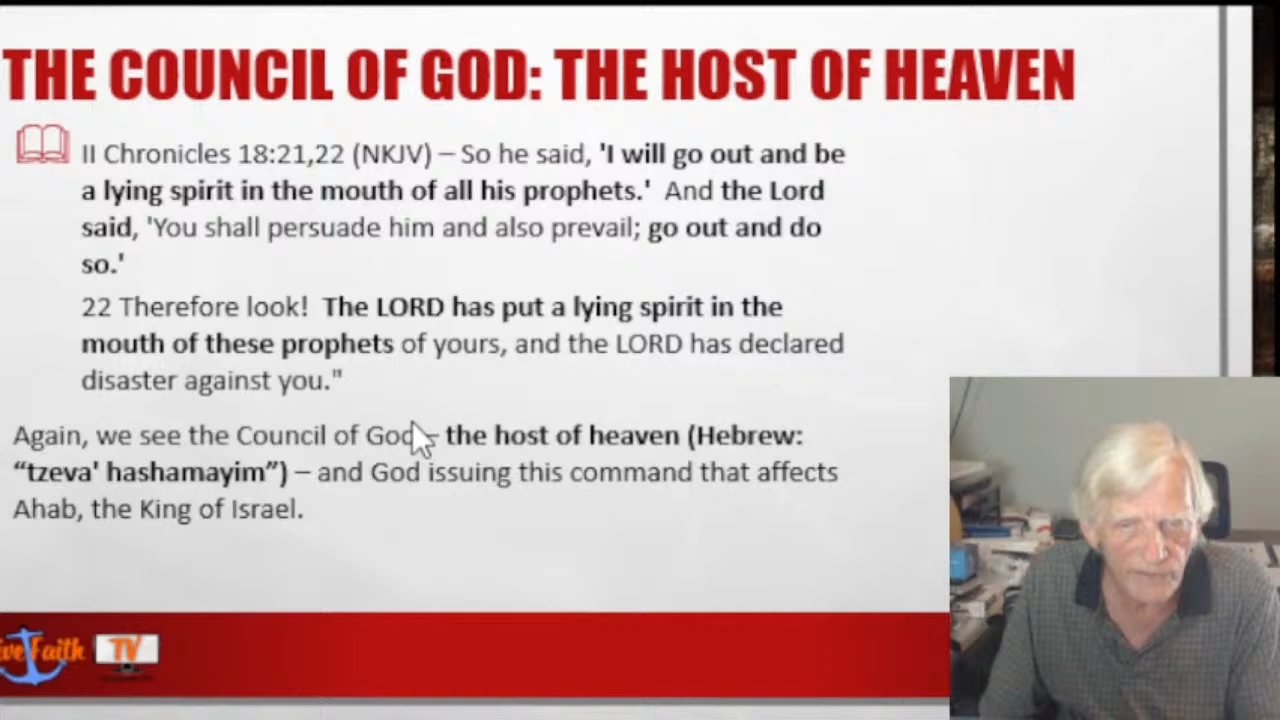 THE COUNCIL OF GOD: THE HOST OF HEAVEN
II Chronicles 18:21,22 (NKJV) – So he said, 'I will go out and be
a lying spirit in the mouth of all his prophets.'  And the Lord
said, 'You shall persuade him and also prevail; go out and do
so.'
22 Therefore look!  The LORD has put a lying spirit in the
mouth of these prophets of yours, and the LORD has declared
disaster against you."
Again, we see the Council of God – the host of heaven (Hebrew:
“tzeva' hashamayim”) – and God issuing this command that affects
Ahab, the King of Israel.
ive Faith TV